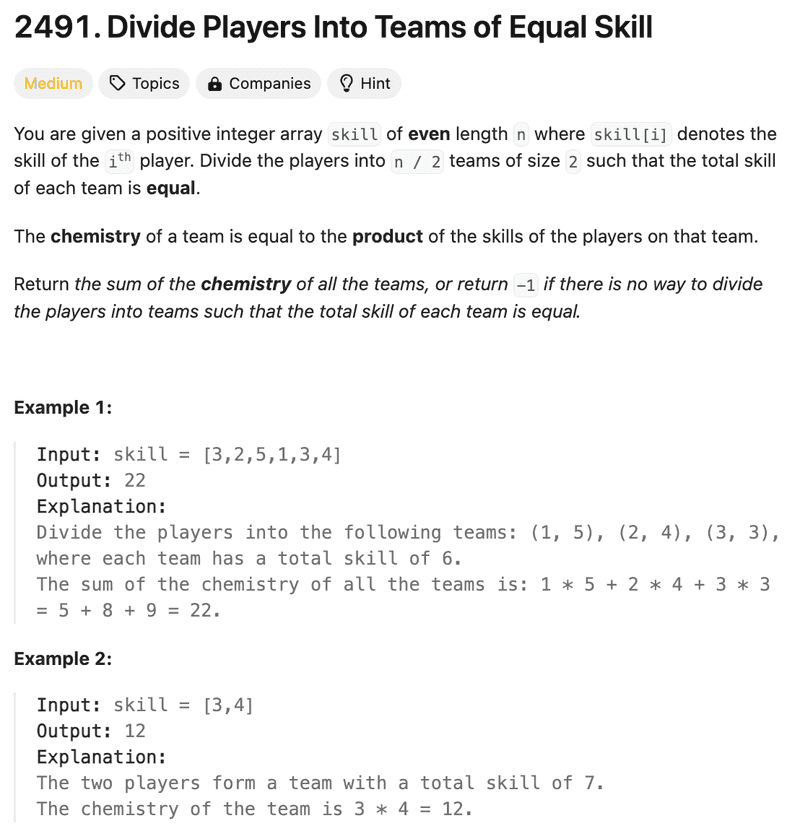 2491. Divide Players Into Teams of Equal Skill
Medium Topics Companies Hint
You are given a positive integer array skill of even length n where skill[i] denotes the
skill of the ith player. Divide the players into n / 2 teams of size 2 such that the total skill
of each team is equal.
The chemistry of a team is equal to the product of the skills of the players on that team.
Return the sum of the chemistry of all the teams, or return -1 if there is no way to divide
the players into teams such that the total skill of each team is equal.
Example 1:
Input: skill = [3,2,5,1,3,4]
Output: 22
Explanation:
Divide the players into the following teams: (1, 5), (2, 4), (3, 3),
where each team has a total skill of 6.
The sum of the chemistry of all the teams is: 1 * 5 + 2 * 4 + 3 * 3
= 5 + 8 + 9 = 22.
Example 2:
Input: skill = [3,4]
Output: 12
Explanation:
The two players form a team with a total skill of 7.
The chemistry of the team is 3 * 4 = 12.